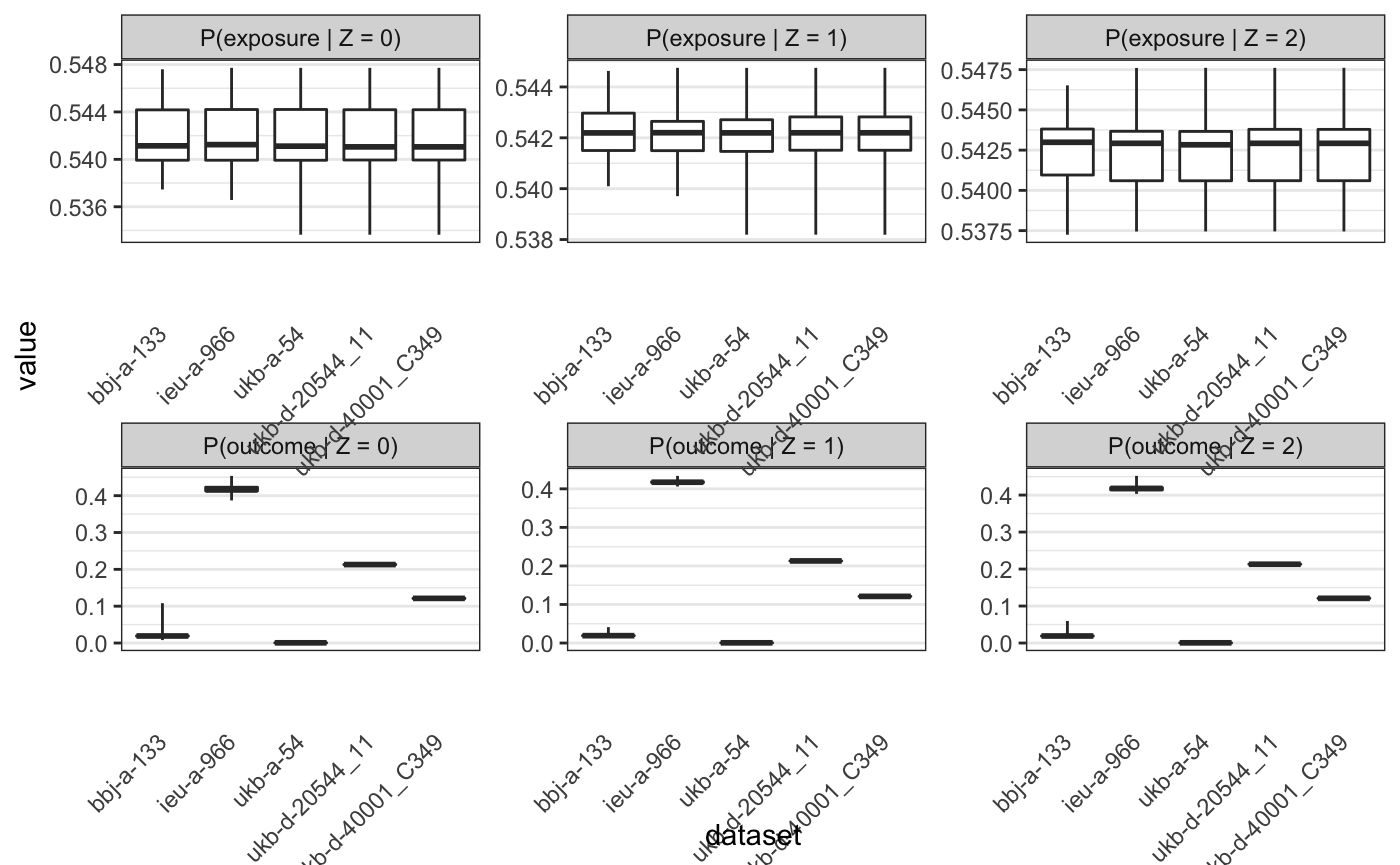 P(exposure | Z = 0)
P(exposure | Z = 1)
P(exposure | Z = 2)
0.548
0.544
0.540
0.536
0.544
0.542
0.540
0.538
0.5475
0.5450
0.5425
0.5400
0.5375
bbj-a-133
ieu-a-966
ukb-a-54
ukb-d-20544_11
ukb-d-40001_C349
bbj-a-133
ieu-a-966
ukb-a-54
ukb-d-20544_11
ukb-d-40001_C349
bbj-a-133
ieu-a-966
ukb-a-54
ukb-d-20544_11
ukb-d-40001_C349
value
P(outcome | Z = 0)
P(outcome | Z = 1)
P(outcome | Z = 2)
0.4
0.3
0.2
0.1
0.0
0.4
0.3
0.2
0.1
0.0
0.4
0.3
0.2
0.1
0.0
bbj-a-133
ieu-a-966
ukb-a-54
ukb-d-20544_11
kb-d-40001_C349
bbj-a-133
ieu-a-966
ukb-a-54
ukb-d-20544_11
kb-d-40001_C349
bbj-a-133
ieu-a-966
ukb-a-54
ukb-d-20544_11
kb-d-40001_C349
dataset